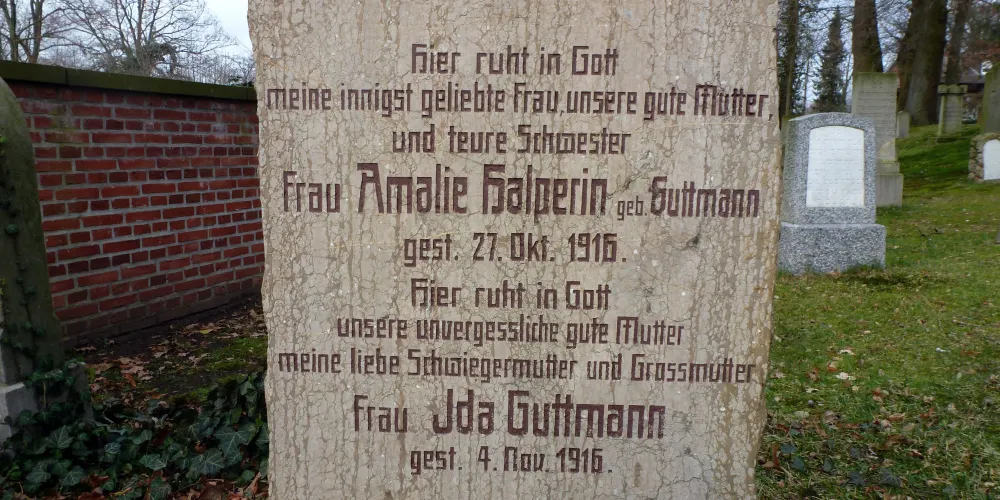 Hier ruht in Gott
meine innigst geliebte Frau, unsere gute Mutter,
und teure Schwester
Frau Amalie Halperin geb. Guttmann
gest. 27. Okt. 1916.
Hier ruht in Gott
unsere unvergessliche gute Mutter
meine liebe Schwiegermutter und Grossmutter
Frau Ida Guttmann
gest. 4. Nov. 1916.